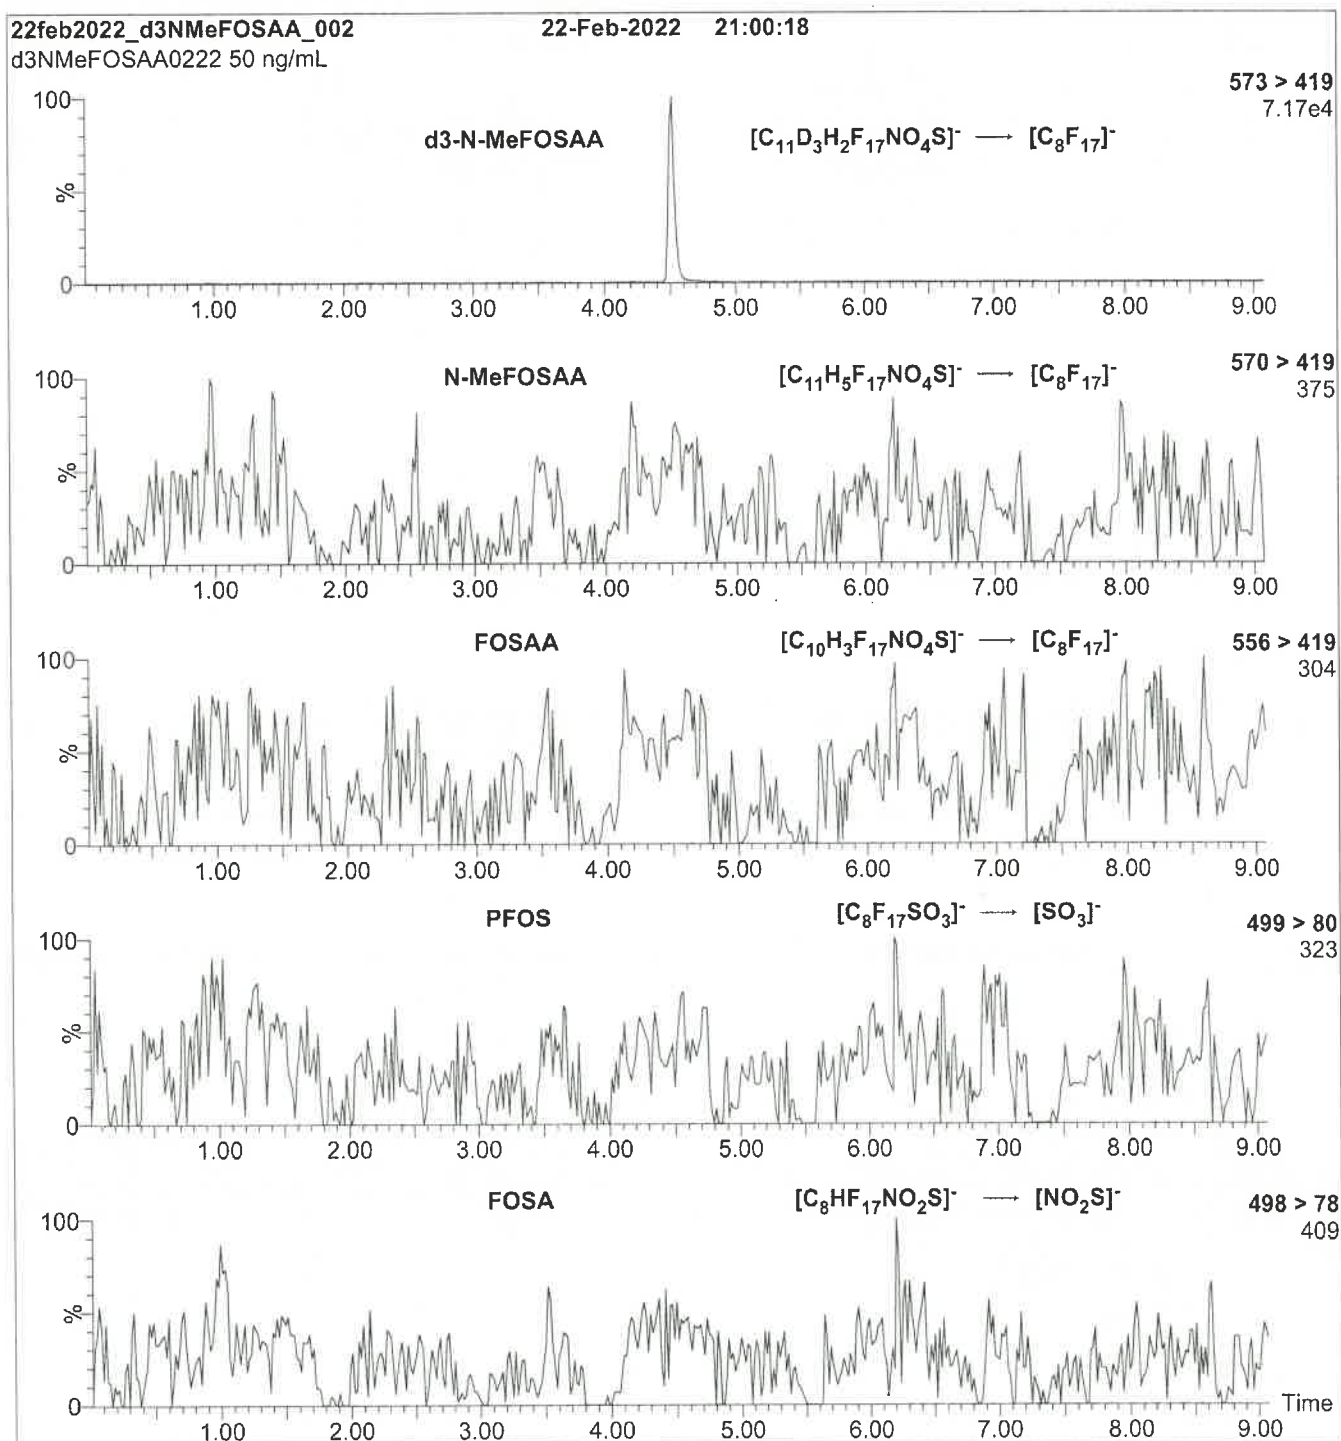 22feb2022_d3NMeFOSAA_002 22-Feb-2022 21:00:18
d3NMeFOSAA0222 50 ng/mL
573 > 419
7.17e4
d3-N-MeFOSAA [C₁₁D₃H₂F₁₇NO₄S]⁻ → [C₈F₁₇]⁻
100
%
0
1.00 2.00 3.00 4.00 5.00 6.00 7.00 8.00 9.00
N-MeFOSAA [C₁₁H₅F₁₇NO₄S]⁻ → [C₈F₁₇]⁻ 570 > 419
375
100
%
0
1.00 2.00 3.00 4.00 5.00 6.00 7.00 8.00 9.00
FOSAA [C₁₀H₃F₁₇NO₄S]⁻ → [C₈F₁₇]⁻ 556 > 419
304
100
%
0
1.00 2.00 3.00 4.00 5.00 6.00 7.00 8.00 9.00
PFOS [C₈F₁₇SO₃]⁻ → [SO₃]⁻ 499 > 80
323
100
%
0
1.00 2.00 3.00 4.00 5.00 6.00 7.00 8.00 9.00
FOSA [C₈HF₁₇NO₂S]⁻ → [NO₂S]⁻ 498 > 78
409
100
%
0
Time
1.00 2.00 3.00 4.00 5.00 6.00 7.00 8.00 9.00